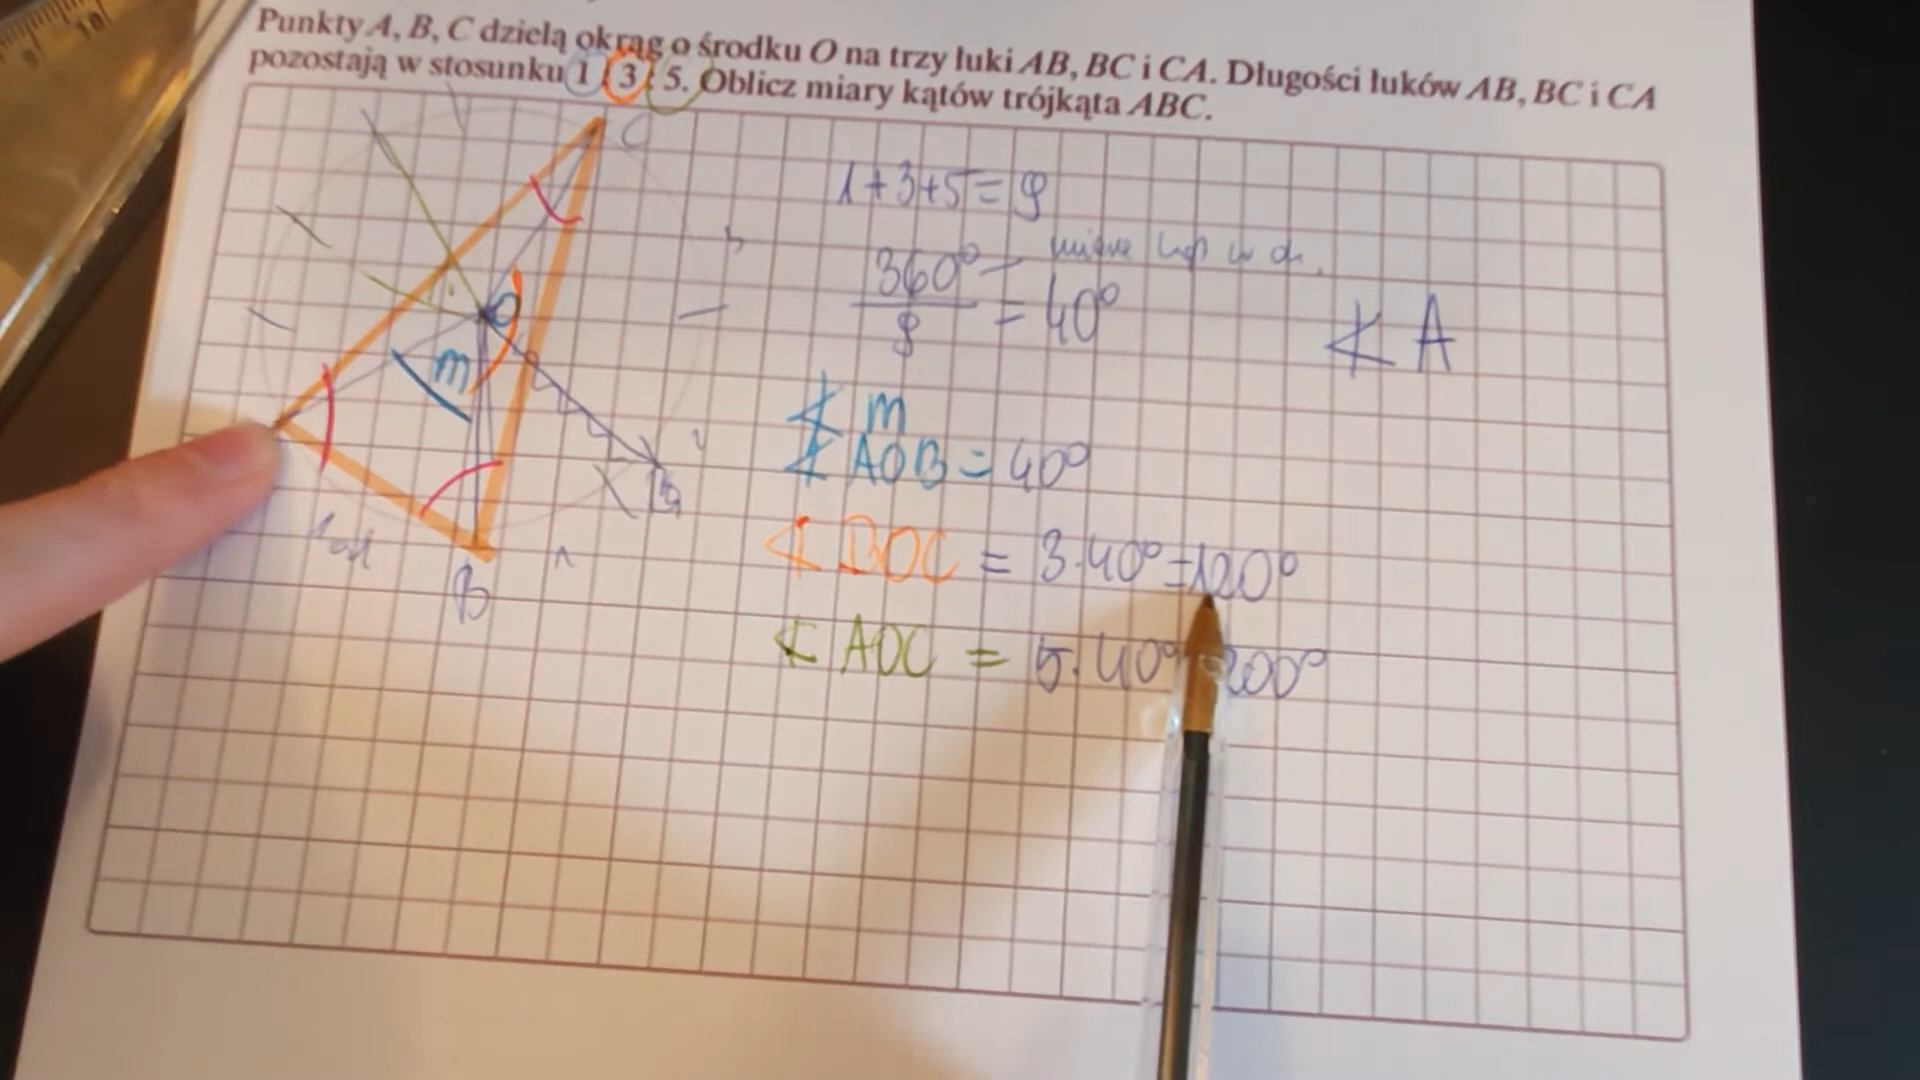 Punkty A, B, C dzielą okrąg o środku O na trzy łuki AB, BC i CA. Długości łuków AB, BC i CA
pozostają w stosunku 1 : 3 : 5. Oblicz miary kątów trójkąta ABC.
C
1+3+5=9
360° –
9
= 40°
∢ A
O
m
∢ m
∢ AOB = 40°
∢ BOC = 3·40°=120°
B
∢ AOC = 5·40° 200°